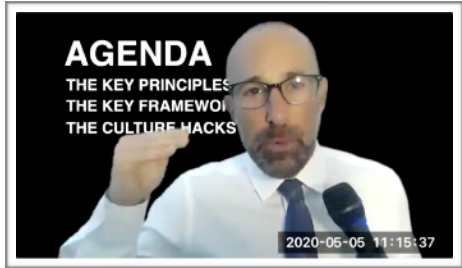 AGENDA
THE KEY PRINCIPLES
THE KEY
THE CULTURE HACKS
2020-05-05 11:15:37